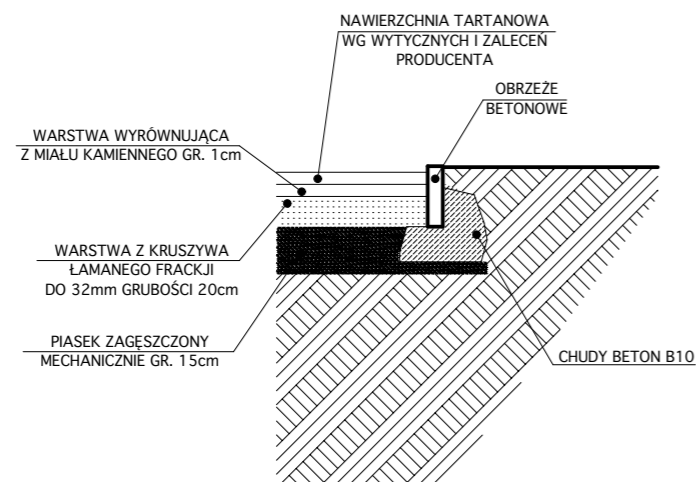 NAWIERZCHNIA TARTANOWA
WG WYTYCZNYCH I ZALECEŃ
PRODUCENTA
OBRZEŻE
BETONOWE
WARSTWA WYRÓWNUJĄCA
Z MIAŁU KAMIENNEGO GR. 1cm
WARSTWA Z KRUSZYWA
ŁAMANEGO FRACKJI
DO 32mm GRUBOŚCI 20cm
PIASEK ZAGĘSZCZONY
MECHANICZNIE GR. 15cm
CHUDY BETON B10